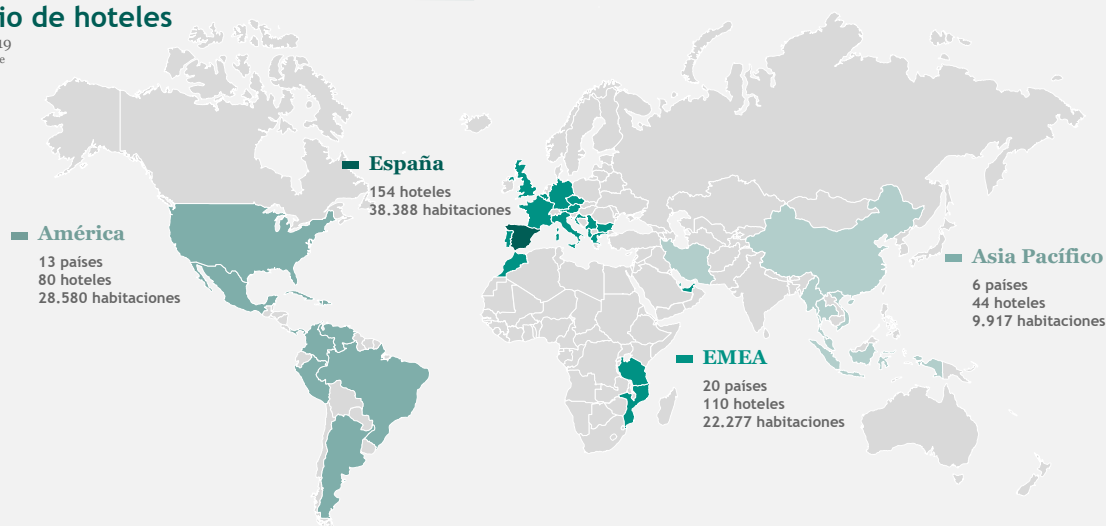 io de hoteles
19
e
España
154 hoteles
38.388 habitaciones
América
13 países
80 hoteles
28.580 habitaciones
Asia Pacífico
6 países
44 hoteles
9.917 habitaciones
EMEA
20 países
110 hoteles
22.277 habitaciones